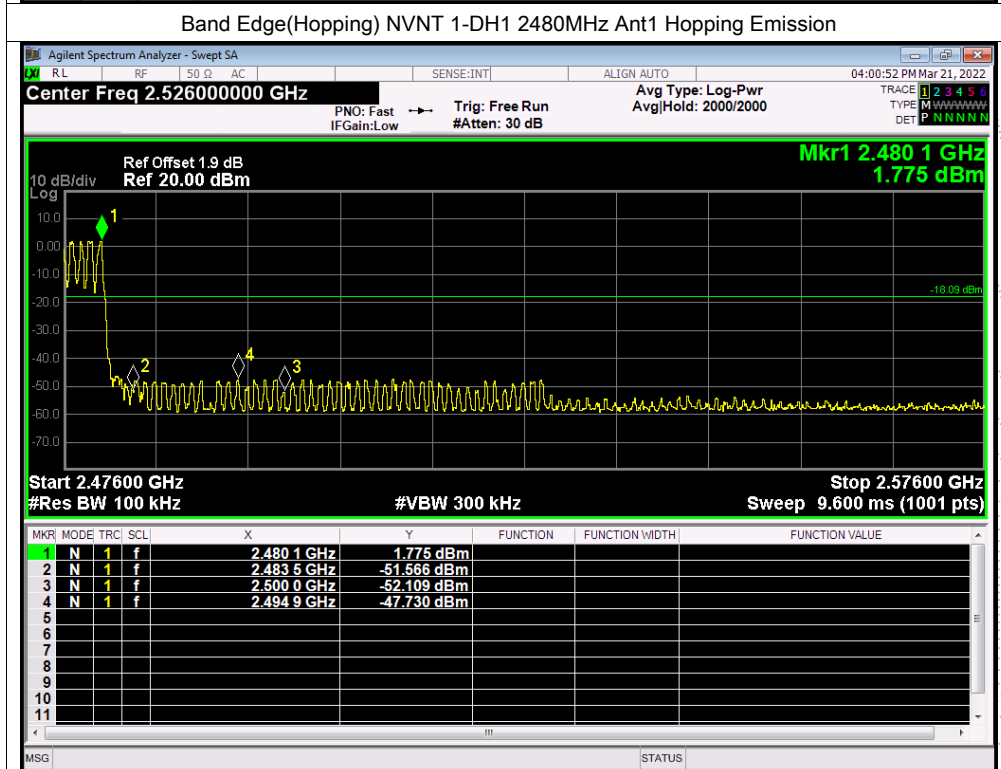 Band Edge(Hopping) NVNT 1-DH1 2480MHz Ant1 Hopping Emission
Agilent Spectrum Analyzer - Swept SA
LXI RL RF 50 Ω AC SENSE:INT ALIGN AUTO 04:00:52 PM Mar 21, 2022
Center Freq 2.526000000 GHz
PNO: Fast
IFGain:Low
Trig: Free Run
#Atten: 30 dB
Avg Type: Log-Pwr
Avg|Hold: 2000/2000
TRACE 1 2 3 4 5 6
TYPE M WWWWW
DET P N N N N N
Mkr1 2.480 1 GHz
1.775 dBm
Ref Offset 1.9 dB
10 dB/div Ref 20.00 dBm
Log
10.0
0.00
-10.0
-20.0
-30.0
-40.0
-50.0
-60.0
-70.0
1
-18.09 dBm
2
4
3
Start 2.47600 GHz Stop 2.57600 GHz
#Res BW 100 kHz #VBW 300 kHz Sweep 9.600 ms (1001 pts)
MKR MODE TRC SCL X Y FUNCTION FUNCTION WIDTH FUNCTION VALUE
1 N 1 f 2.480 1 GHz 1.775 dBm
2 N 1 f 2.483 5 GHz -51.566 dBm
3 N 1 f 2.500 0 GHz -52.109 dBm
4 N 1 f 2.494 9 GHz -47.730 dBm
5
6
7
8
9
10
11
MSG STATUS